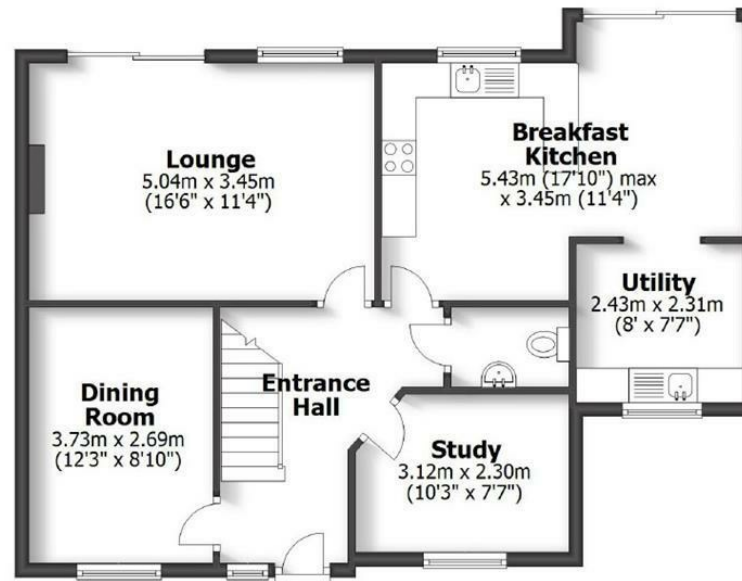 Lounge
5.04m x 3.45m
(16'6" x 11'4")
Breakfast
Kitchen
5.43m (17'10") max
x 3.45m (11'4")
Utility
2.43m x 2.31m
(8' x 7'7")
Dining
Room
3.73m x 2.69m
(12'3" x 8'10")
Entrance
Hall
Study
3.12m x 2.30m
(10'3" x 7'7")